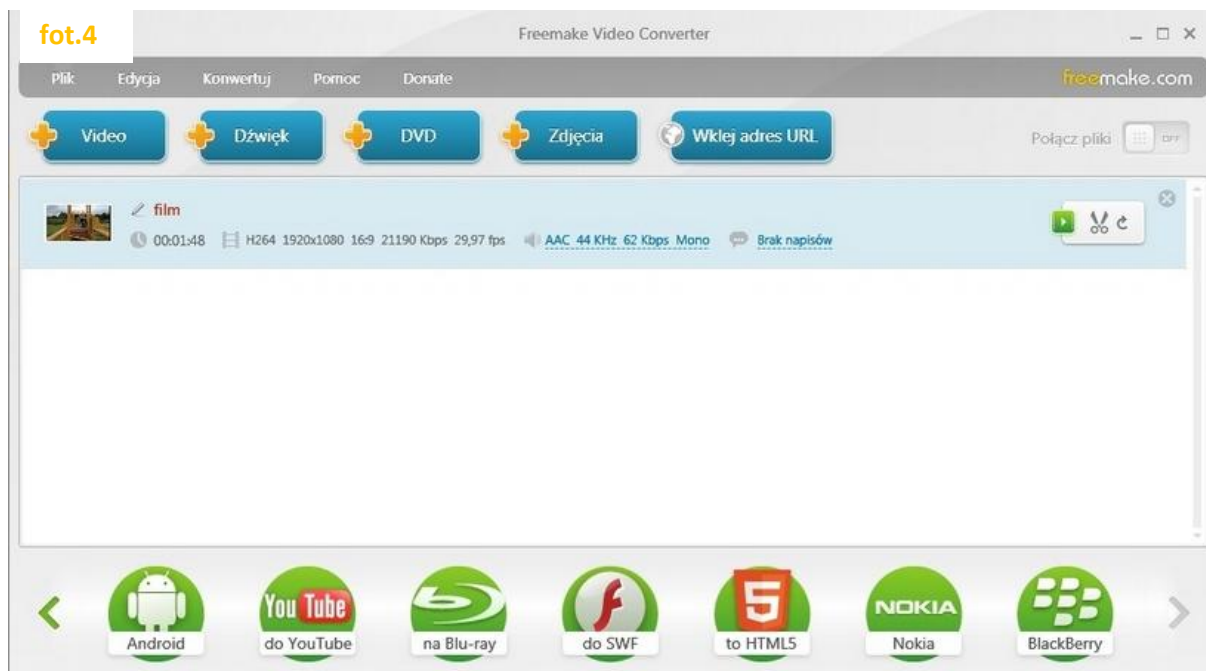 fot.4
Freemake Video Converter
Plik Edycja Konwertuj Pomoc Donate freemake.com
Video Dźwięk DVD Zdjęcia Wklej adres URL Połącz pliki OFF
film
00:01:48 H264 1920x1080 16:9 21190 Kbps 29,97 fps AAC 44 KHz 62 Kbps Mono Brak napisów
You Tube 5 NOKIA
Android do YouTube na Blu-ray do SWF to HTML5 Nokia BlackBerry